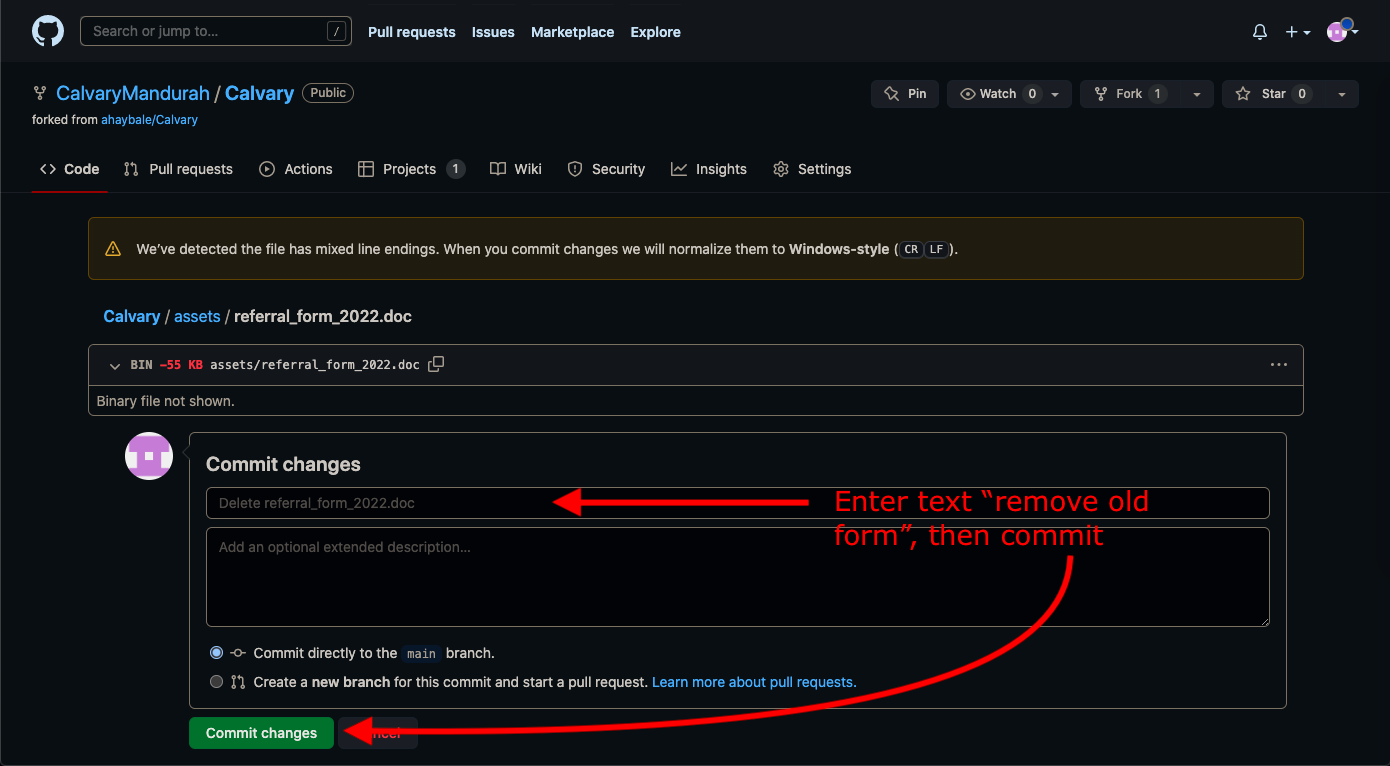 Search or jump to... /
Pull requests Issues Marketplace Explore
CalvaryMandurah / Calvary Public
Pin Watch 0 Fork 1 Star 0
forked from ahaybale/Calvary
Code Pull requests Actions Projects 1 Wiki Security Insights Settings
We've detected the file has mixed line endings. When you commit changes we will normalize them to Windows-style (CR LF).
Calvary / assets / referral_form_2022.doc
BIN −55 KB assets/referral_form_2022.doc
Binary file not shown.
Commit changes
Delete referral_form_2022.doc
Enter text “remove old
form”, then commit
Add an optional extended description...
Commit directly to the main branch.
Create a new branch for this commit and start a pull request. Learn more about pull requests.
Commit changes Cancel